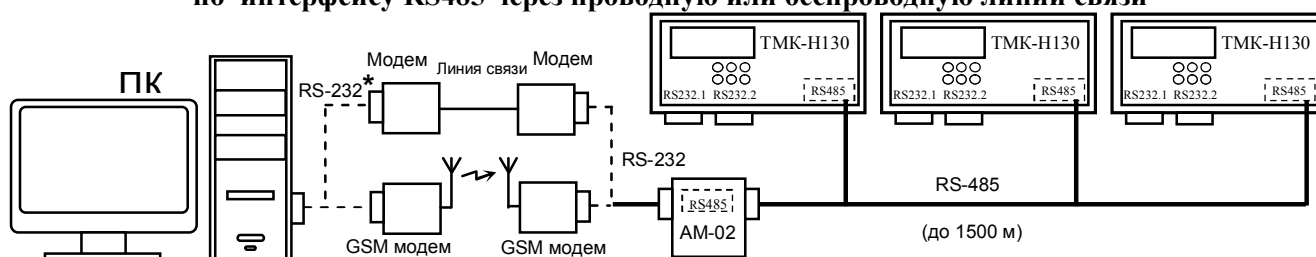 по интерфейсу RS485 через проводную или беспроводную линии связи
ПК
RS-232*
Модем
Линия связи
Модем
GSM модем
GSM модем
RS-232
RS485
АМ-02
ТМК-Н130
RS232.1 RS232.2
RS485
ТМК-Н130
RS232.1 RS232.2
RS485
ТМК-Н130
RS232.1 RS232.2
RS485
RS-485
(до 1500 м)